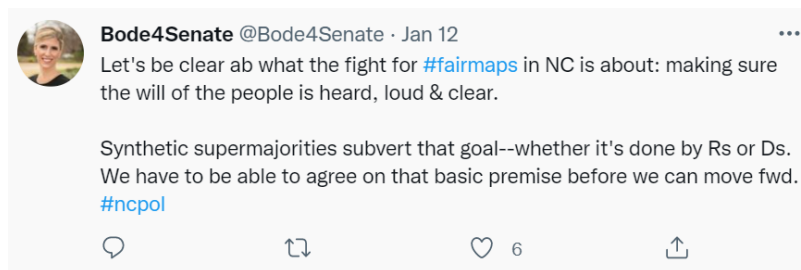 Bode4Senate @Bode4Senate · Jan 12
Let's be clear ab what the fight for #fairmaps in NC is about: making sure
the will of the people is heard, loud & clear.
Synthetic supermajorities subvert that goal--whether it's done by Rs or Ds.
We have to be able to agree on that basic premise before we can move fwd.
#ncpol
6